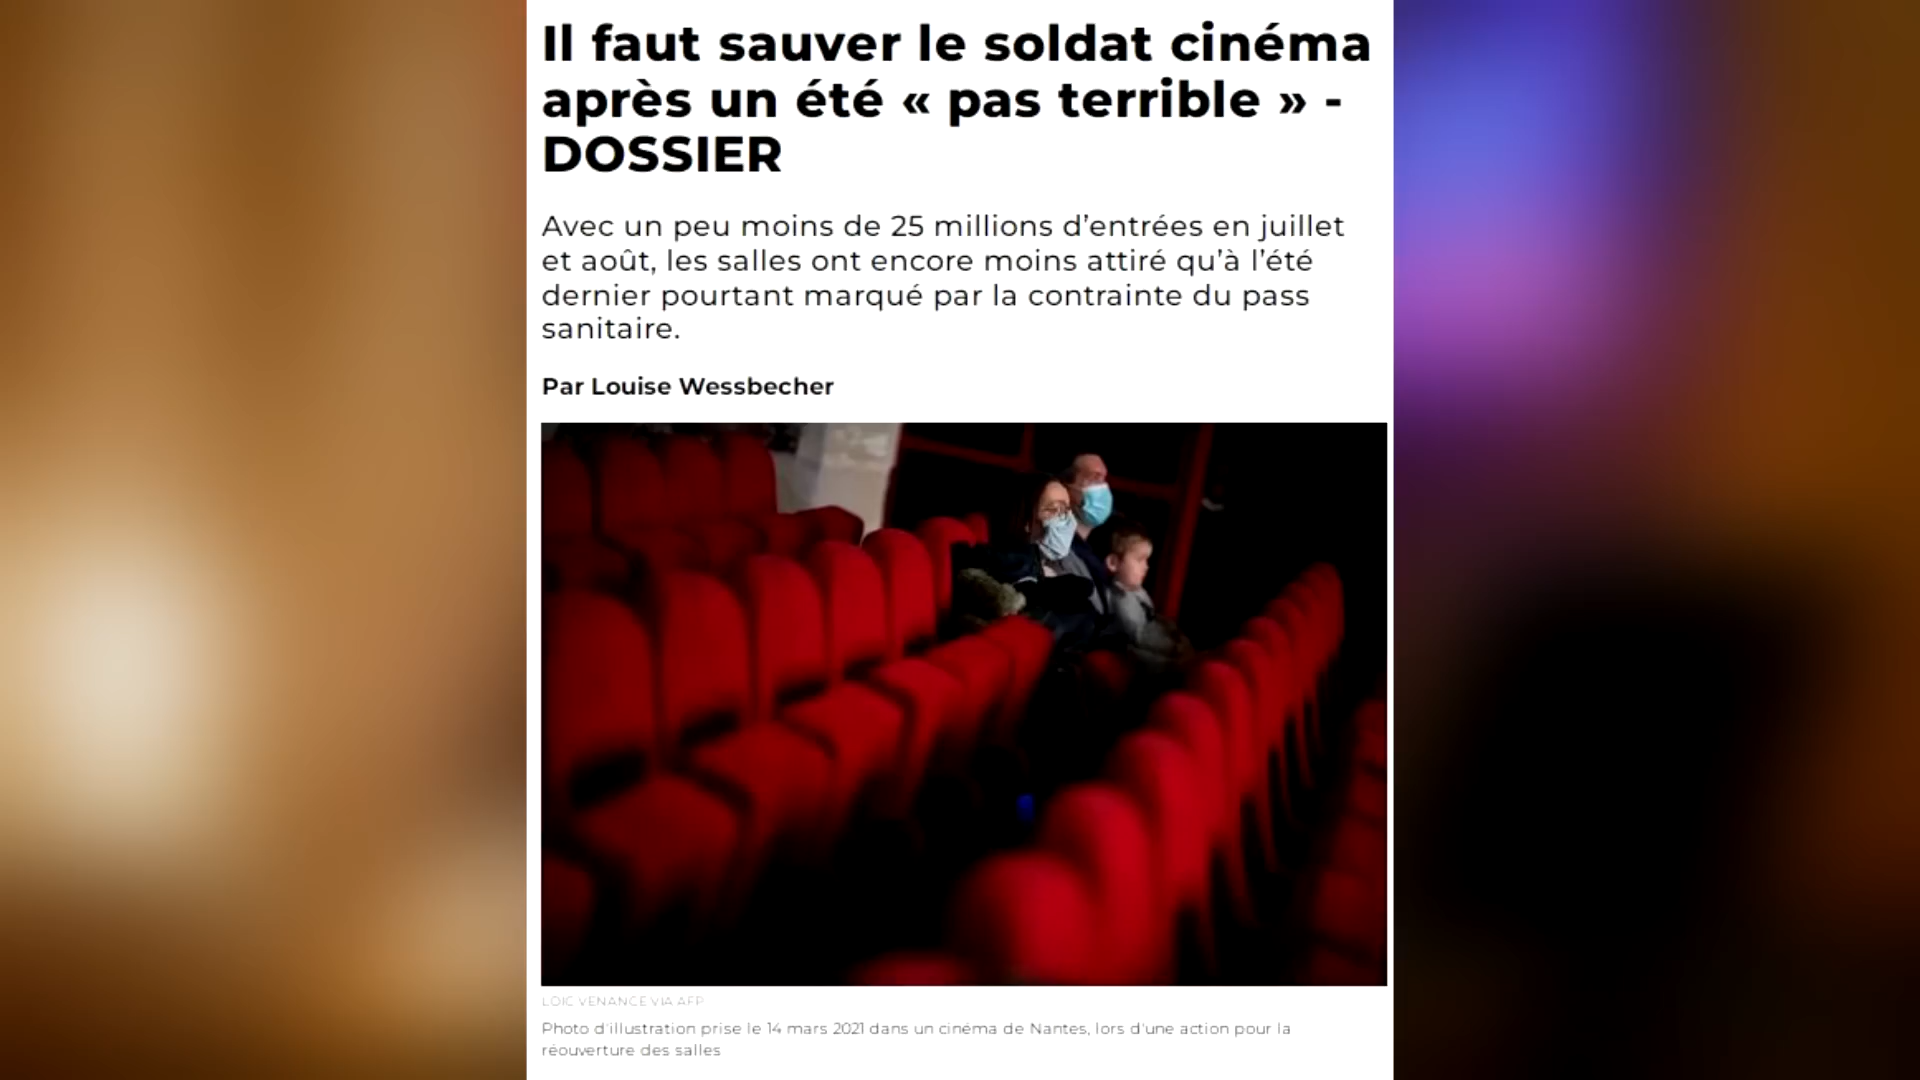 Il faut sauver le soldat cinéma
après un été « pas terrible » -
DOSSIER
Avec un peu moins de 25 millions d’entrées en juillet
et août, les salles ont encore moins attiré qu’à l’été
dernier pourtant marqué par la contrainte du pass
sanitaire.
Par Louise Wessbecher
LOIC VENANCE VIA AFP
Photo d'illustration prise le 14 mars 2021 dans un cinéma de Nantes, lors d'une action pour la
réouverture des salles